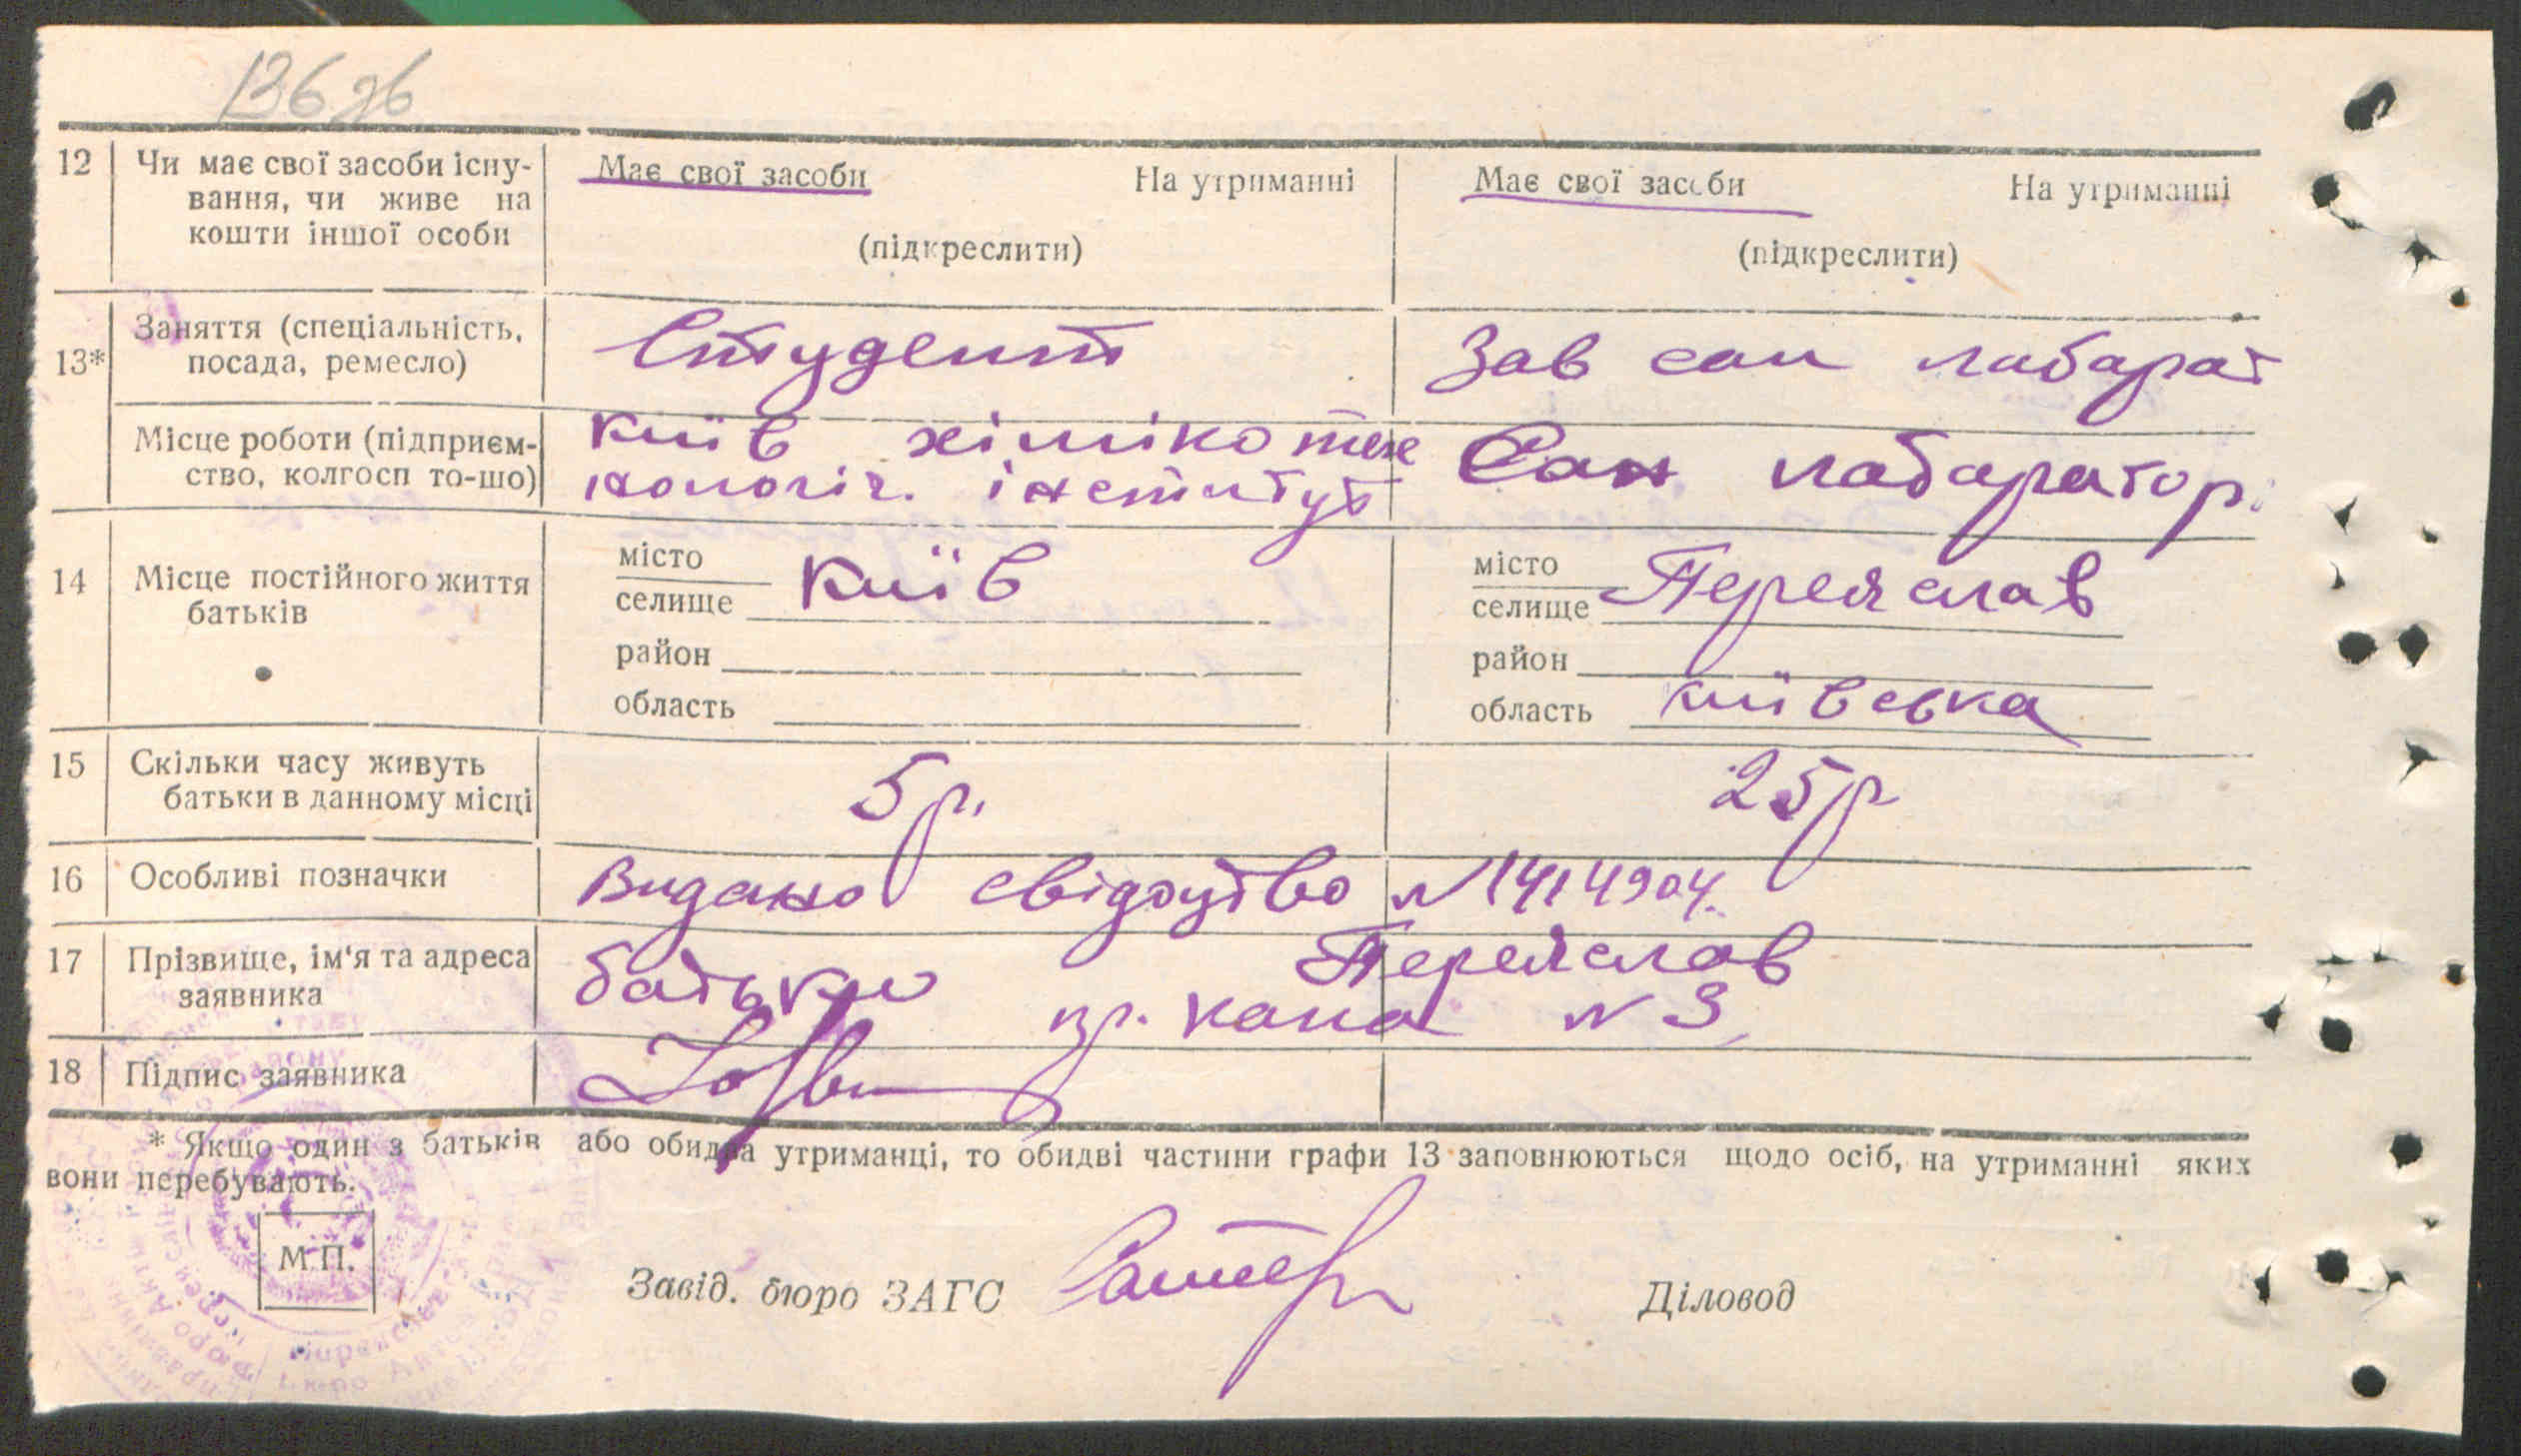 136
12 Чи має свої засоби існу- Має свої засоби На утриманні Має свої засоби На утриманні
вання, чи живе на
кошти іншої особи (підкреслити) (підкреслити)
13* Заняття (спеціальність, Студент Зав сан лабарат
посада, ремесло)
Місце роботи (підприєм- Київ хіміко тех Сан лабаратор.
ство, колгосп то-що) нологіч. інститут
14 Місце постійного життя місто Київ місто Переяслав
батьків селище селище
район район
область область київська
15 Скільки часу живуть 5 р. 25 р
батьки в данному місці
16 Особливі позначки Видано свідоцтво N 1414904.
17 Прізвище, ім'я та адреса батько Переяслав
заявника N 3
18 Підпис заявника
* Якщо один з батьків або обидва утриманці, то обидві частини графи 13 заповнюються щодо осіб, на утриманні яких
вони перебувають.
М.П.
Завід. бюро ЗАГС Діловод